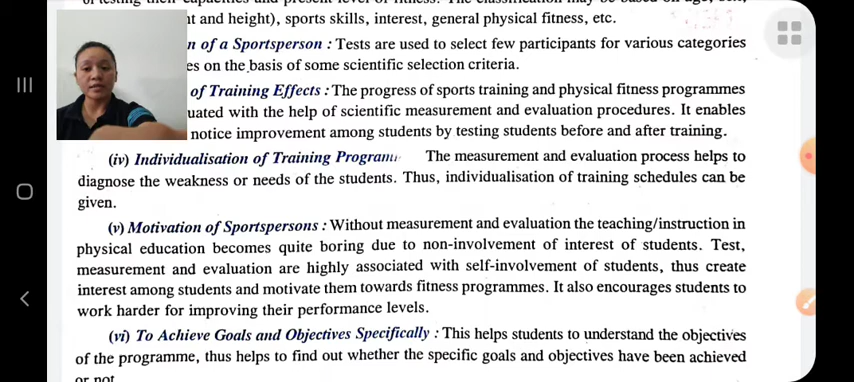 nt and height), sports skills, interest, general physical fitness, etc.
n of a Sportsperson : Tests are used to select few participants for various categories
es on the basis of some scientific selection criteria.
of Training Effects : The progress of sports training and physical fitness programmes
uated with the help of scientific measurement and evaluation procedures. It enables
notice improvement among students by testing students before and after training.
(iv) Individualisation of Training The measurement and evaluation process helps to
diagnose the weakness or needs of the students. Thus, individualisation of training schedules can be
given.
(v) Motivation of Sportspersons : Without measurement and evaluation the teaching/instruction in
physical education becomes quite boring due to non-involvement of interest of students. Test,
measurement and evaluation are highly associated with self-involvement of students, thus create
interest among students and motivate them towards fitness programmes. It also encourages students to
work harder for improving their performance levels.
(vi) To Achieve Goals and Objectives Specifically : This helps students to understand the objectives
of the programme, thus helps to find out whether the specific goals and objectives have been achieved
or not